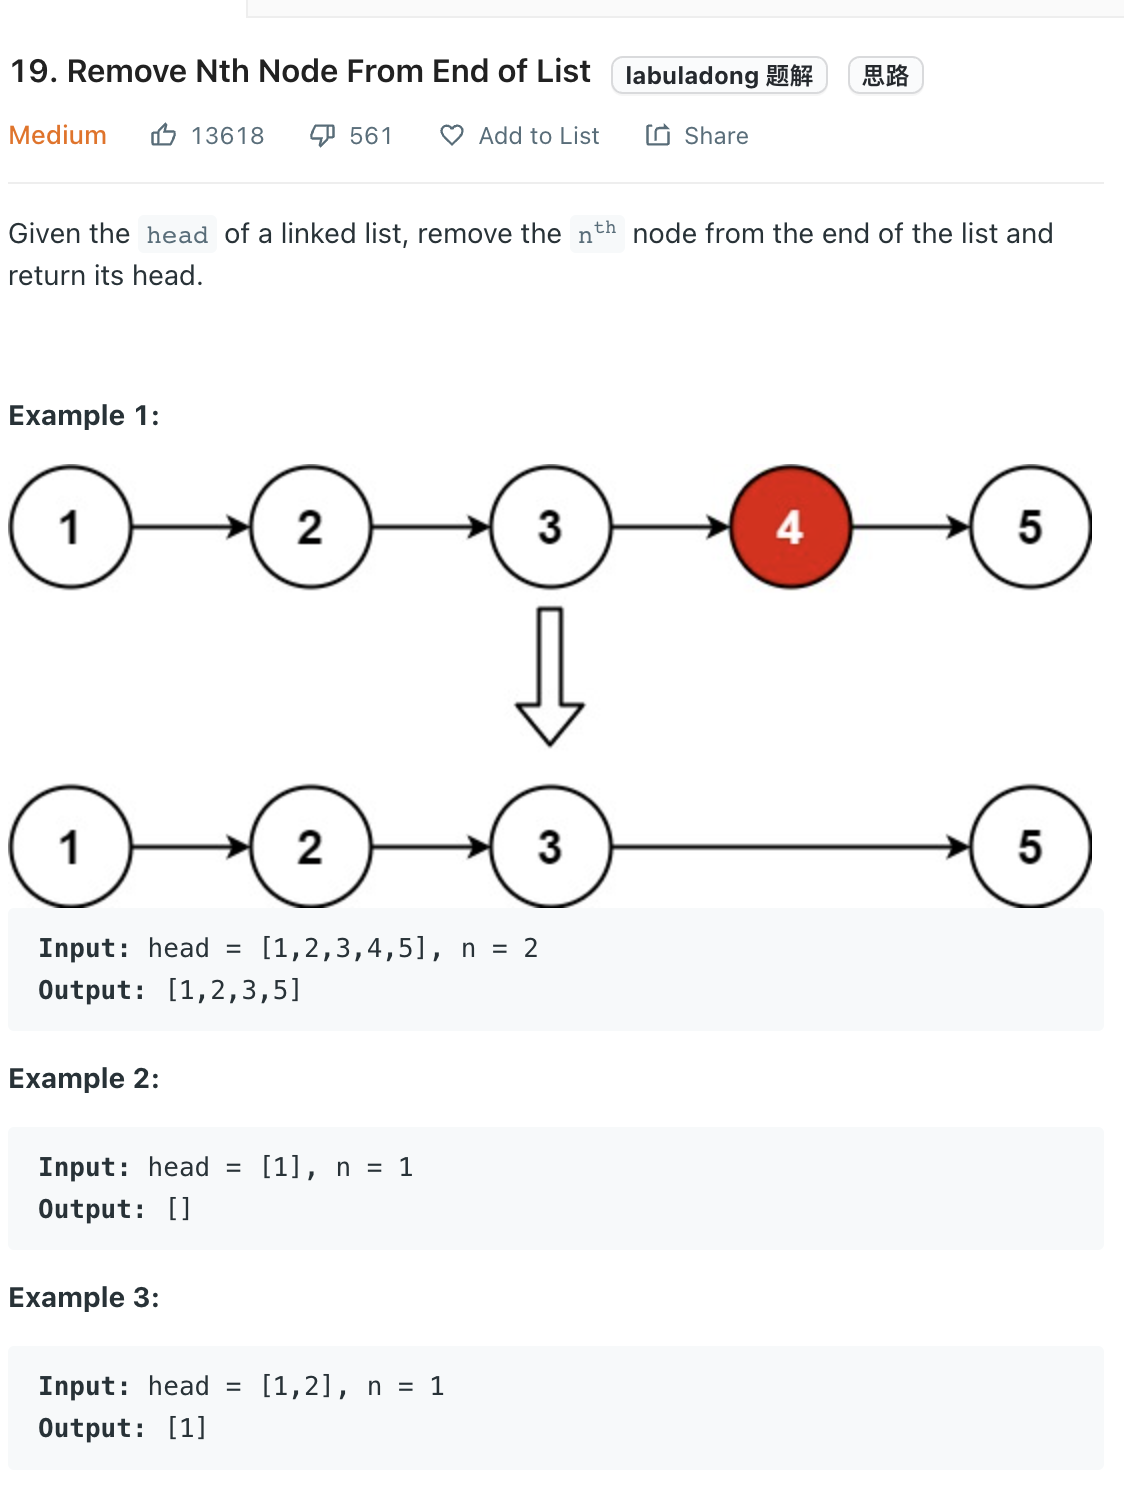 19. Remove Nth Node From End of List labuladong 题解 思路
Medium 13618 561 Add to List Share
Given the head of a linked list, remove the nth node from the end of the list and
return its head.
Example 1:
1 2 3 4 5
1 2 3 5
Input: head = [1,2,3,4,5], n = 2
Output: [1,2,3,5]
Example 2:
Input: head = [1], n = 1
Output: []
Example 3:
Input: head = [1,2], n = 1
Output: [1]